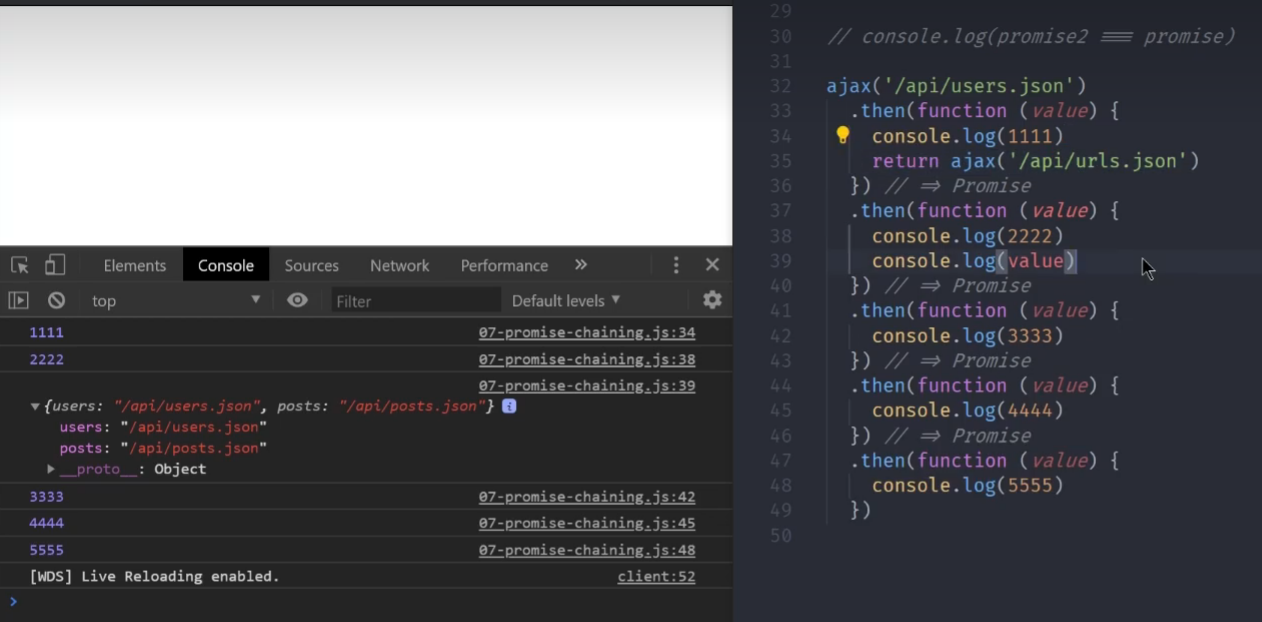 Elements Console Sources Network Performance »
top Filter Default levels ▼
1111 07-promise-chaining.js:34
2222 07-promise-chaining.js:38
07-promise-chaining.js:39
▼{users: "/api/users.json", posts: "/api/posts.json"} i
users: "/api/users.json"
posts: "/api/posts.json"
▶__proto__: Object
3333 07-promise-chaining.js:42
4444 07-promise-chaining.js:45
5555 07-promise-chaining.js:48
[WDS] Live Reloading enabled. client:52
>
29
30 // console.log(promise2 === promise)
31
32 ajax('/api/users.json')
33 .then(function (value) {
34 console.log(1111)
35 return ajax('/api/urls.json')
36 }) // => Promise
37 .then(function (value) {
38 console.log(2222)
39 console.log(value)
40 }) // => Promise
41 .then(function (value) {
42 console.log(3333)
43 }) // => Promise
44 .then(function (value) {
45 console.log(4444)
46 }) // => Promise
47 .then(function (value) {
48 console.log(5555)
49 })
50